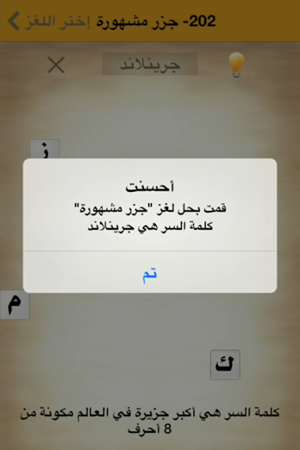 202- جزر مشهورة إختر اللغز
جرينلاند
ز
أحسنت
قمت بحل لغز "جزر مشهورة"
كلمة السر هي جرينلاند
تم
م
ك
كلمة السر هي أكبر جزيرة في العالم مكونة من
8 أحرف